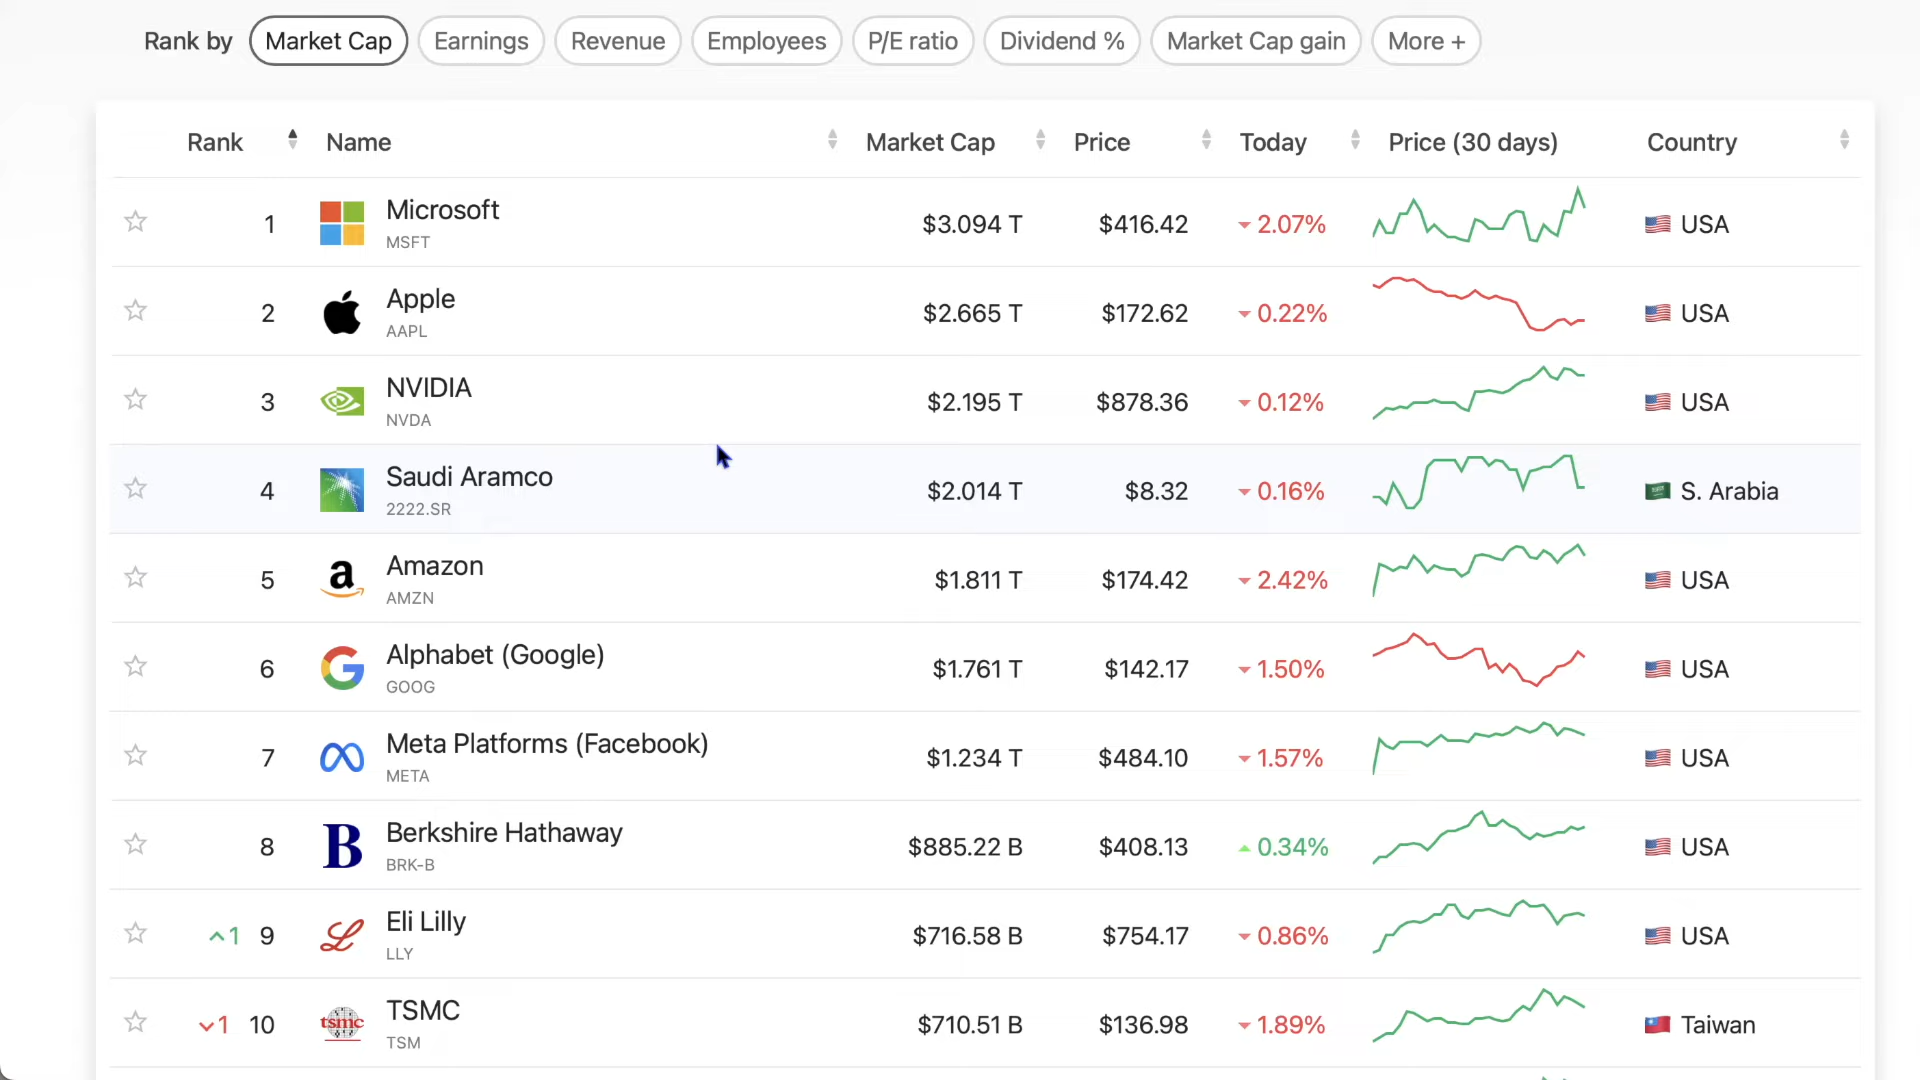 Rank by Market Cap Earnings Revenue Employees P/E ratio Dividend % Market Cap gain More +
Rank Name Market Cap Price Today Price (30 days) Country
1 Microsoft $3.094 T $416.42 2.07% USA
MSFT
2 Apple $2.665 T $172.62 0.22% USA
AAPL
3 NVIDIA $2.195 T $878.36 0.12% USA
NVDA
4 Saudi Aramco $2.014 T $8.32 0.16% S. Arabia
2222.SR
5 Amazon $1.811 T $174.42 2.42% USA
AMZN
6 Alphabet (Google) $1.761 T $142.17 1.50% USA
GOOG
7 Meta Platforms (Facebook) $1.234 T $484.10 1.57% USA
META
8 B Berkshire Hathaway $885.22 B $408.13 0.34% USA
BRK-B
1 9 Eli Lilly $716.58 B $754.17 0.86% USA
LLY
1 10 tsmc TSMC $710.51 B $136.98 1.89% Taiwan
TSM